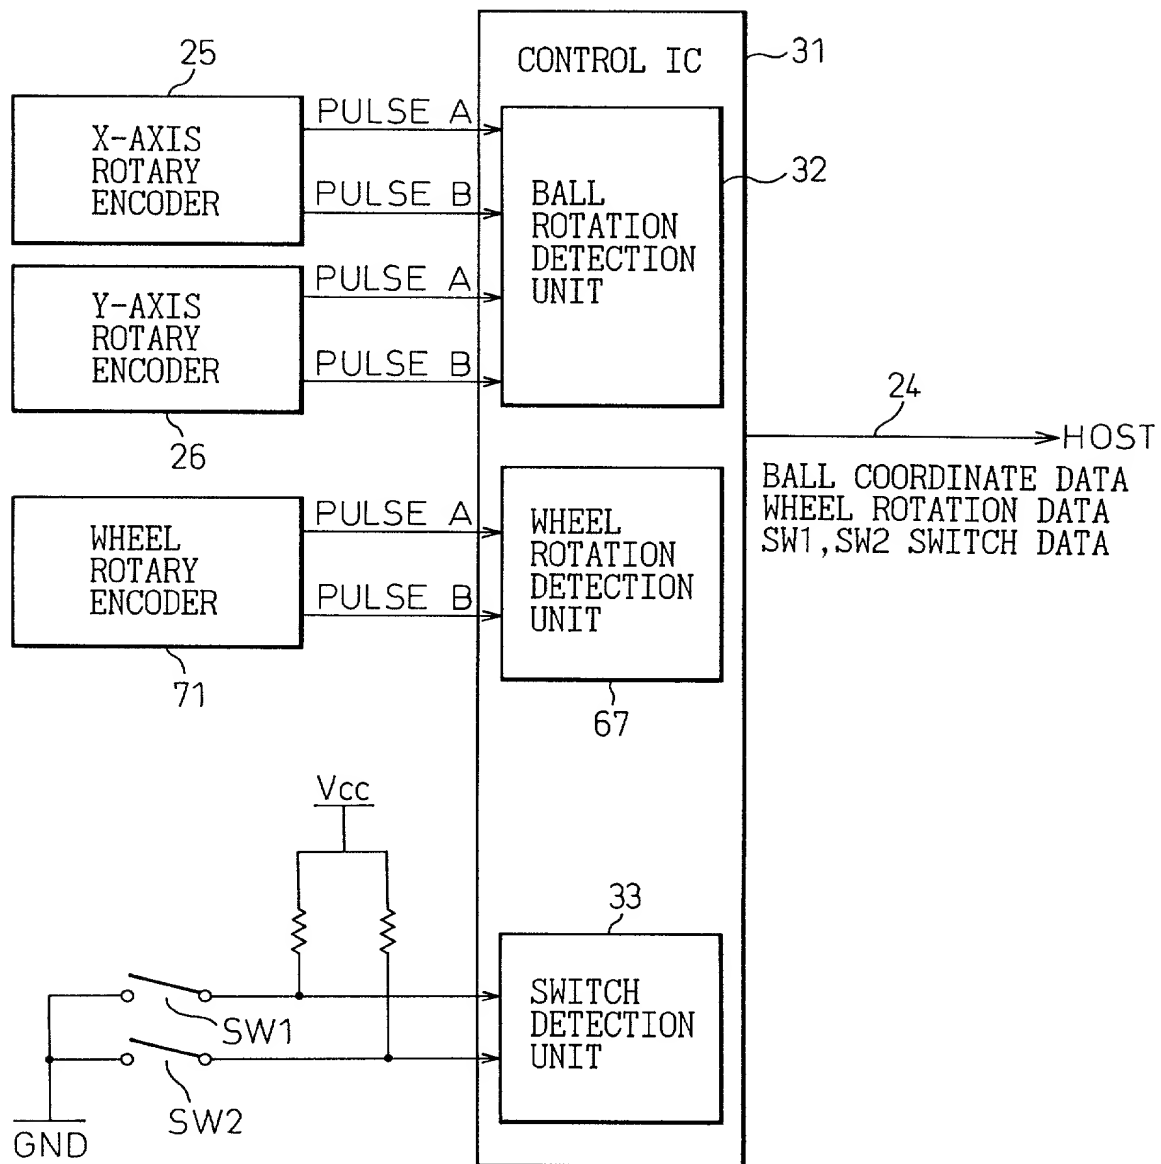 CONTROL IC
31
25
X-AXIS
ROTARY
ENCODER
PULSE A
PULSE B
32
BALL
ROTATION
DETECTION
UNIT
Y-AXIS
ROTARY
ENCODER
PULSE A
PULSE B
26
24
HOST
BALL COORDINATE DATA
WHEEL ROTATION DATA
SW1,SW2 SWITCH DATA
WHEEL
ROTARY
ENCODER
PULSE A
PULSE B
71
WHEEL
ROTATION
DETECTION
UNIT
67
Vcc
33
SWITCH
DETECTION
UNIT
SW1
SW2
GND